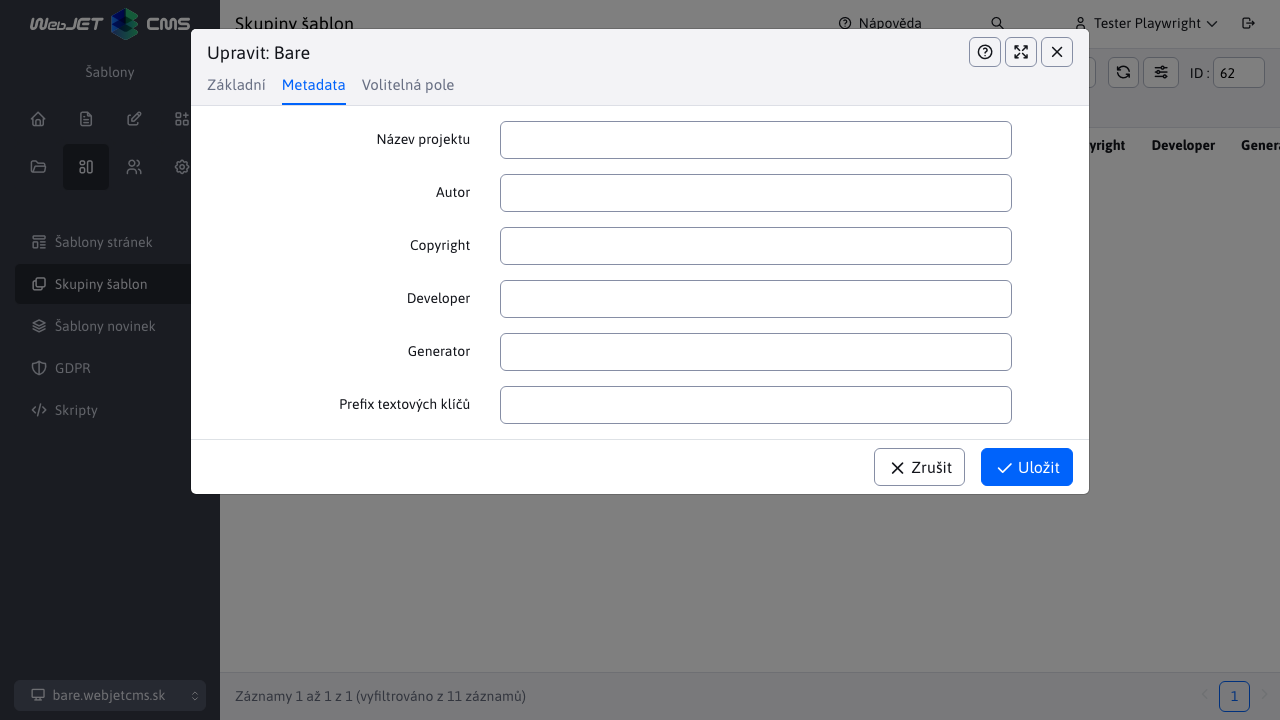 WebJET CMS
Skupiny šablon
Nápověda
Tester Playwright
Šablony
ID :
62
Upravit: Bare
Základní
Metadata
Volitelná pole
yright
Developer
Genera
Název projektu
Autor
Copyright
Developer
Generator
Prefix textových klíčů
Zrušit
Uložit
Šablony stránek
Skupiny šablon
Šablony novinek
GDPR
Skripty
bare.webjetcms.sk
Záznamy 1 až 1 z 1 (vyfiltrováno z 11 záznamů)
1